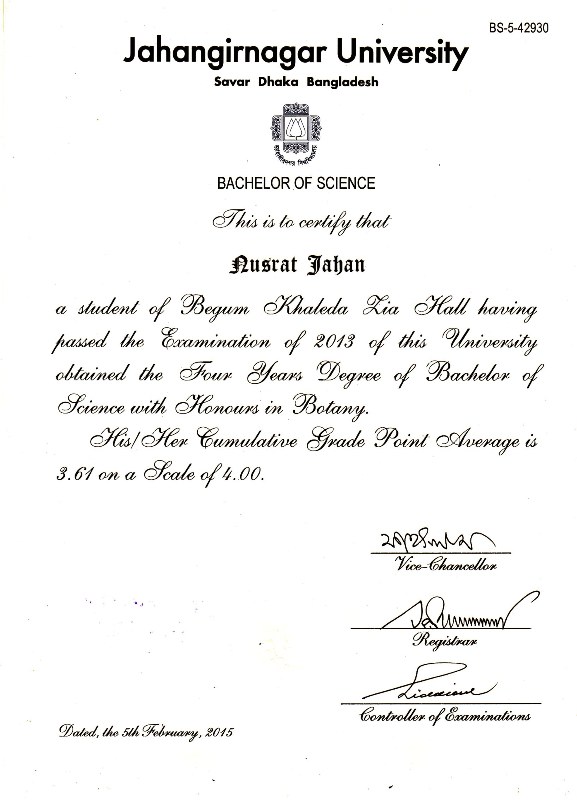 BS-5-42930
Jahangirnagar University
Savar Dhaka Bangladesh
BACHELOR OF SCIENCE
This is to certify that
Nusrat Jahan
a student of Begum Khaleda Zia Hall having
passed the Examination of 2013 of this University
obtained the Four Years Degree of Bachelor of
Science with Honours in Botany.
His/Her Cumulative Grade Point Average is
3.61 on a Scale of 4.00.
Vice-Chancellor
Registrar
Controller of Examinations
Dated, the 5th February, 2015